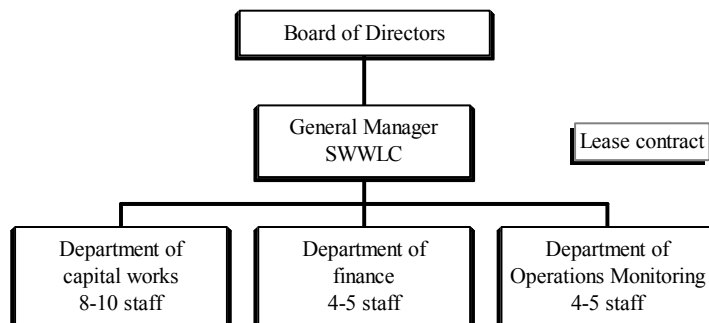 Board of Directors
General Manager
SWWLC
Lease contract
Department of
capital works
8-10 staff
Department of
finance
4-5 staff
Department of
Operations Monitoring
4-5 staff